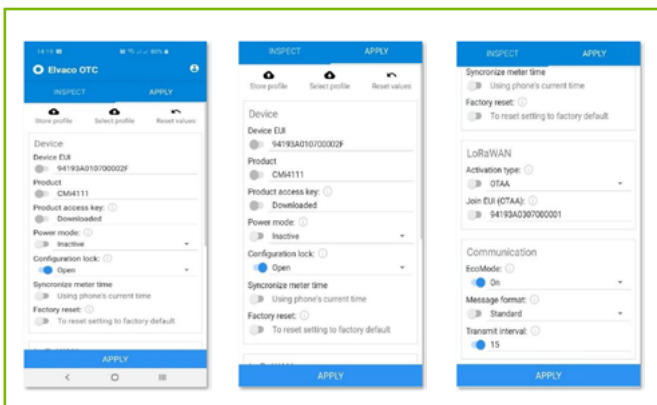 14:19 80%
Elvaco OTC
INSPECT APPLY
Store profile Select profile Reset values
Device
Device EUI
94193A010700002F
Product
CMi4111
Product access key:
Downloaded
Power mode:
Inactive
Configuration lock:
Open
Syncronize meter time
Using phone's current time
Factory reset:
To reset setting to factory default
APPLY
INSPECT APPLY
Store profile Select profile Reset values
Device
Device EUI
94193A010700002F
Product
CMi4111
Product access key:
Downloaded
Power mode:
Inactive
Configuration lock:
Open
Syncronize meter time
Using phone's current time
Factory reset:
To reset setting to factory default
APPLY
INSPECT APPLY
Syncronize meter time
Using phone's current time
Factory reset:
To reset setting to factory default
LoRaWAN
Activation type:
OTAA
Join EUI (OTAA):
94193A0307000001
Communication
EcoMode:
On
Message format:
Standard
Transmit interval:
15
APPLY